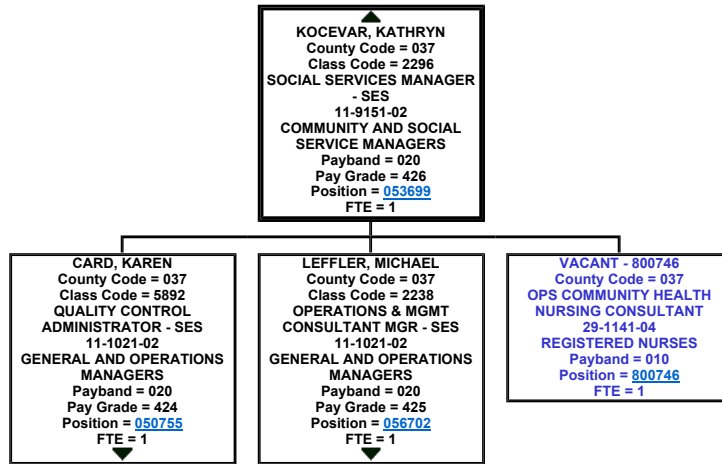 KOCEVAR, KATHRYN
County Code = 037
Class Code = 2296
SOCIAL SERVICES MANAGER
- SES
11-9151-02
COMMUNITY AND SOCIAL
SERVICE MANAGERS
Payband = 020
Pay Grade = 426
Position = 053699
FTE = 1
CARD, KAREN
County Code = 037
Class Code = 5892
QUALITY CONTROL
ADMINISTRATOR - SES
11-1021-02
GENERAL AND OPERATIONS
MANAGERS
Payband = 020
Pay Grade = 424
Position = 050755
FTE = 1
LEFFLER, MICHAEL
County Code = 037
Class Code = 2238
OPERATIONS & MGMT
CONSULTANT MGR - SES
11-1021-02
GENERAL AND OPERATIONS
MANAGERS
Payband = 020
Pay Grade = 425
Position = 056702
FTE = 1
VACANT - 800746
County Code = 037
OPS COMMUNITY HEALTH
NURSING CONSULTANT
29-1141-04
REGISTERED NURSES
Payband = 010
Position = 800746
FTE = 1